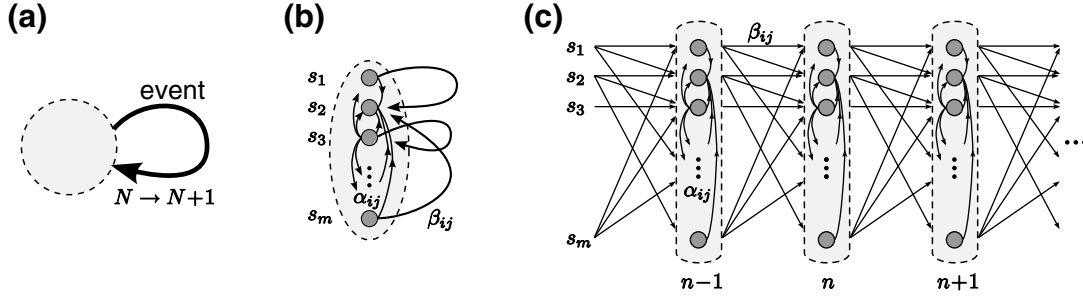 (a)
event
N → N+1
(b)
s1
s2
s3
...
αij
sm
βij
(c)
s1
s2
s3
sm
βij
...
αij
...
...
...
n−1
n
n+1